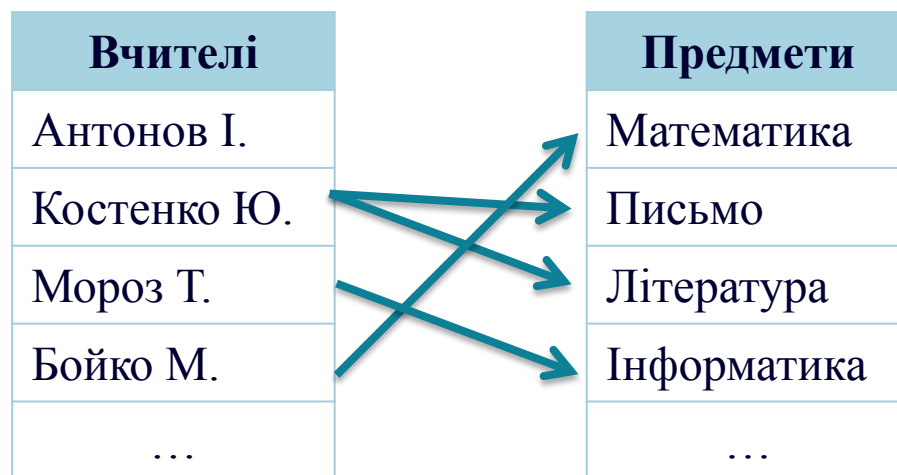 Вчителі
Антонов І.
Костенко Ю.
Мороз Т.
Бойко М.
…
Предмети
Математика
Письмо
Література
Інформатика
…